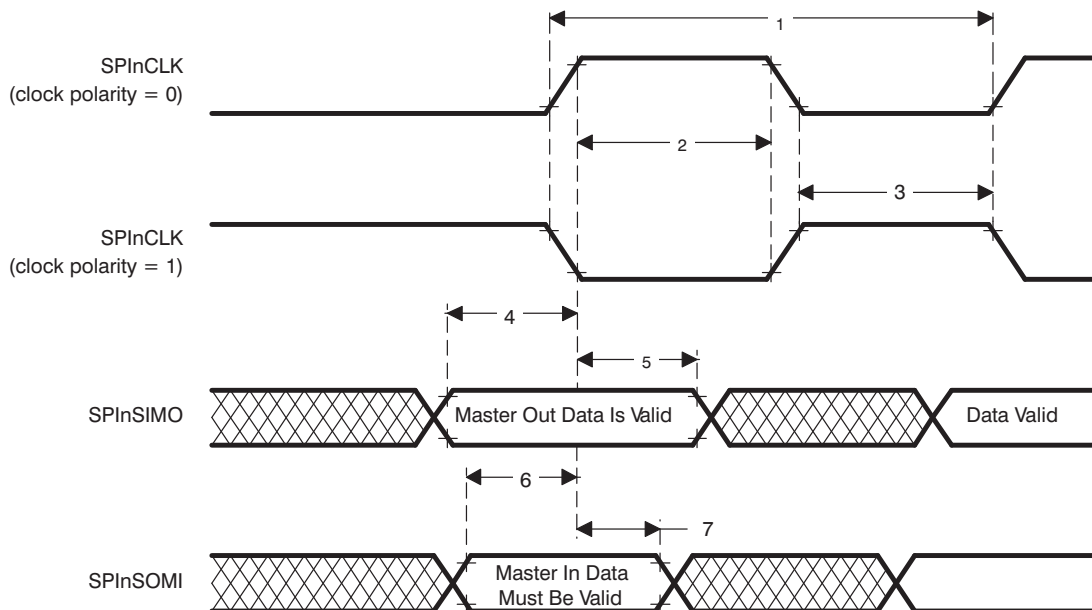 1
SPInCLK
(clock polarity = 0)
2
3
SPInCLK
(clock polarity = 1)
4
5
SPInSIMO
Master Out Data Is Valid
Data Valid
6
7
SPInSOMI
Master In Data
Must Be Valid